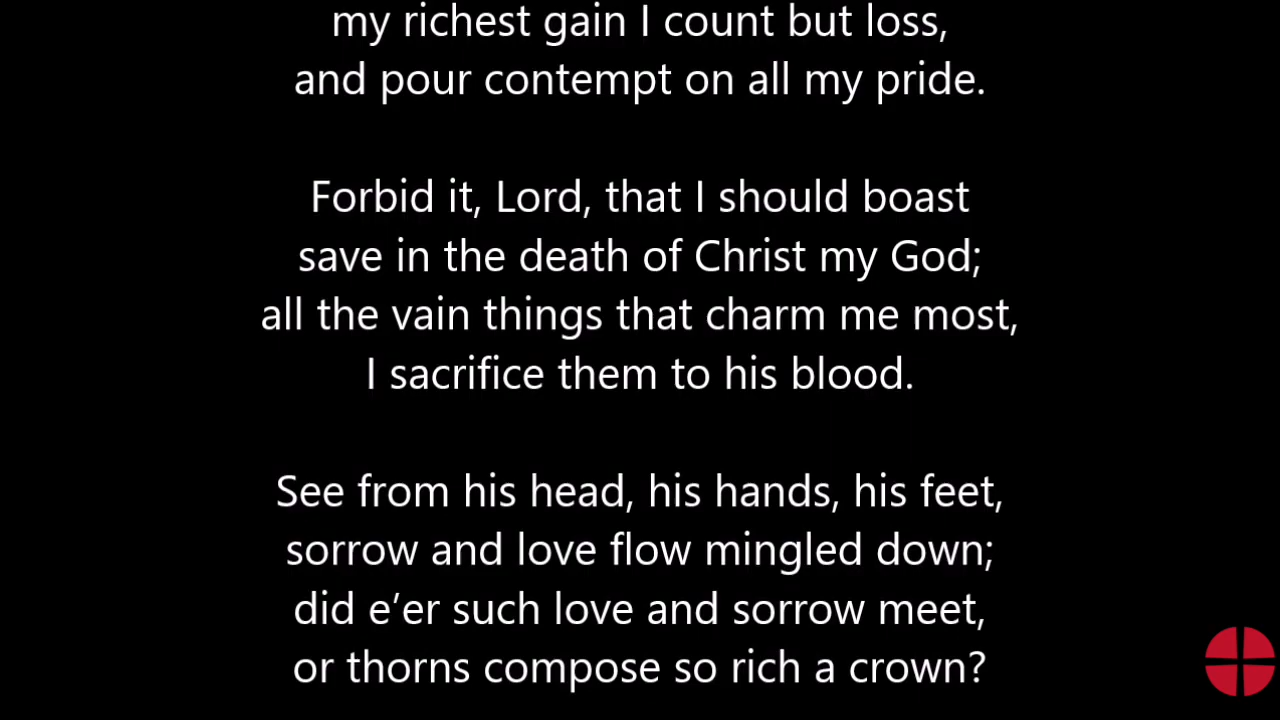 my richest gain I count but loss,
and pour contempt on all my pride.
Forbid it, Lord, that I should boast
save in the death of Christ my God;
all the vain things that charm me most,
I sacrifice them to his blood.
See from his head, his hands, his feet,
sorrow and love flow mingled down;
did e’er such love and sorrow meet,
or thorns compose so rich a crown?